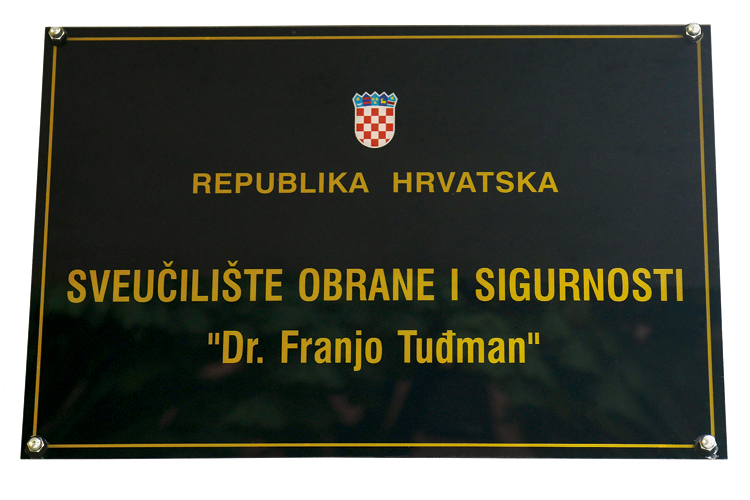 REPUBLIKA HRVATSKA
SVEUČILIŠTE OBRANE I SIGURNOSTI
"Dr. Franjo Tuđman"